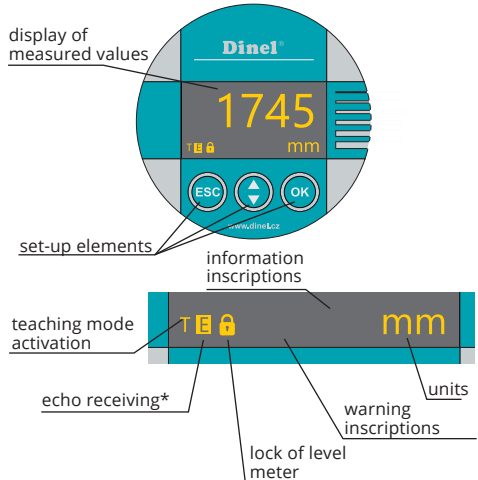 display of
measured values
Dinel®
1745
T E mm
ESC OK
www.dinel.cz
set-up elements
information
inscriptions
teaching mode
activation
T E mm
echo receiving*
units
warning
inscriptions
lock of level
meter